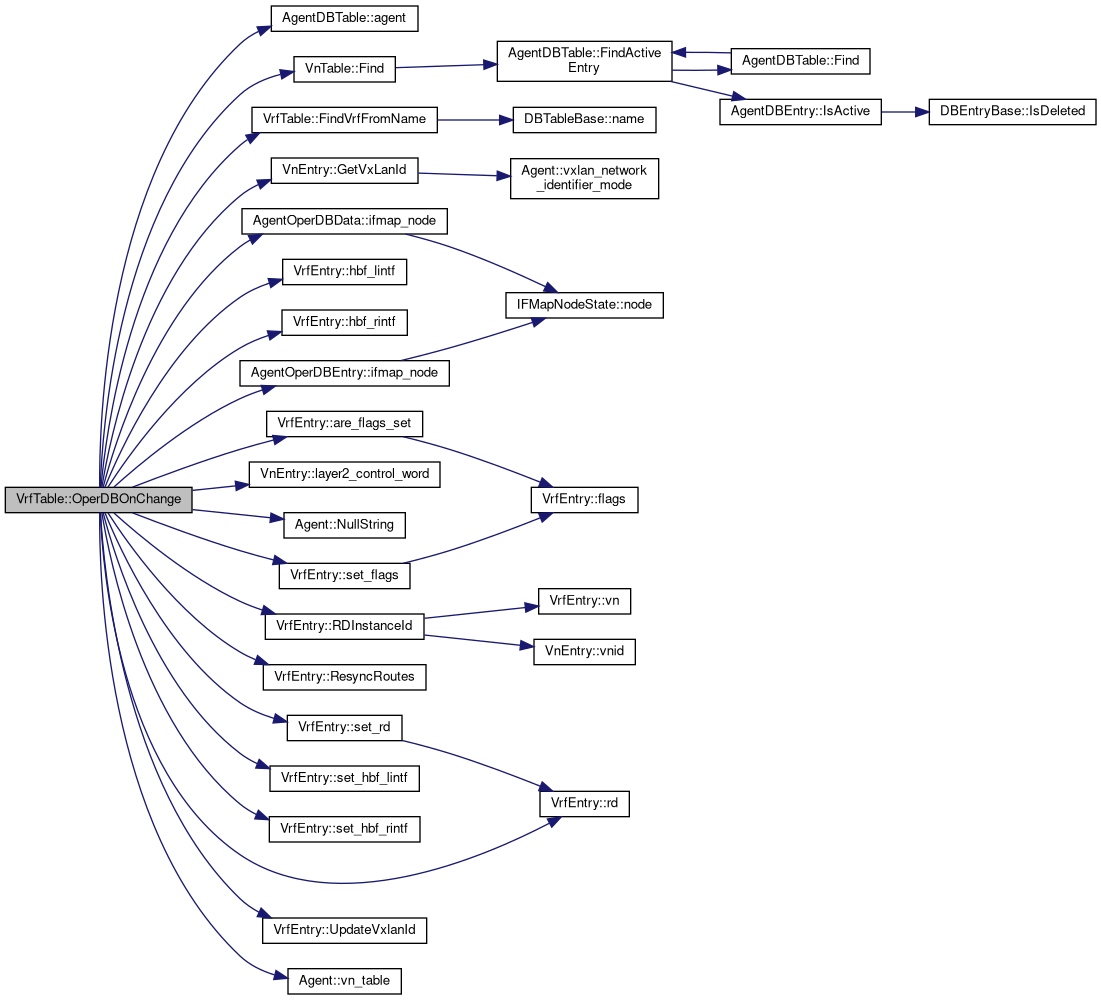 VrfTable::OperDBOnChange
AgentDBTable::agent
VnTable::Find
AgentDBTable::FindActive
Entry
AgentDBTable::Find
AgentDBEntry::IsActive
DBEntryBase::IsDeleted
VrfTable::FindVrfFromName
DBTableBase::name
VnEntry::GetVxLanId
Agent::vxlan_network
_identifier_mode
AgentOperDBData::ifmap_node
IFMapNodeState::node
VrfEntry::hbf_lintf
VrfEntry::hbf_rintf
AgentOperDBEntry::ifmap_node
VrfEntry::are_flags_set
VrfEntry::flags
VnEntry::layer2_control_word
Agent::NullString
VrfEntry::set_flags
VrfEntry::RDInstanceId
VrfEntry::vn
VnEntry::vnid
VrfEntry::ResyncRoutes
VrfEntry::set_rd
VrfEntry::rd
VrfEntry::set_hbf_lintf
VrfEntry::set_hbf_rintf
VrfEntry::UpdateVxlanId
Agent::vn_table